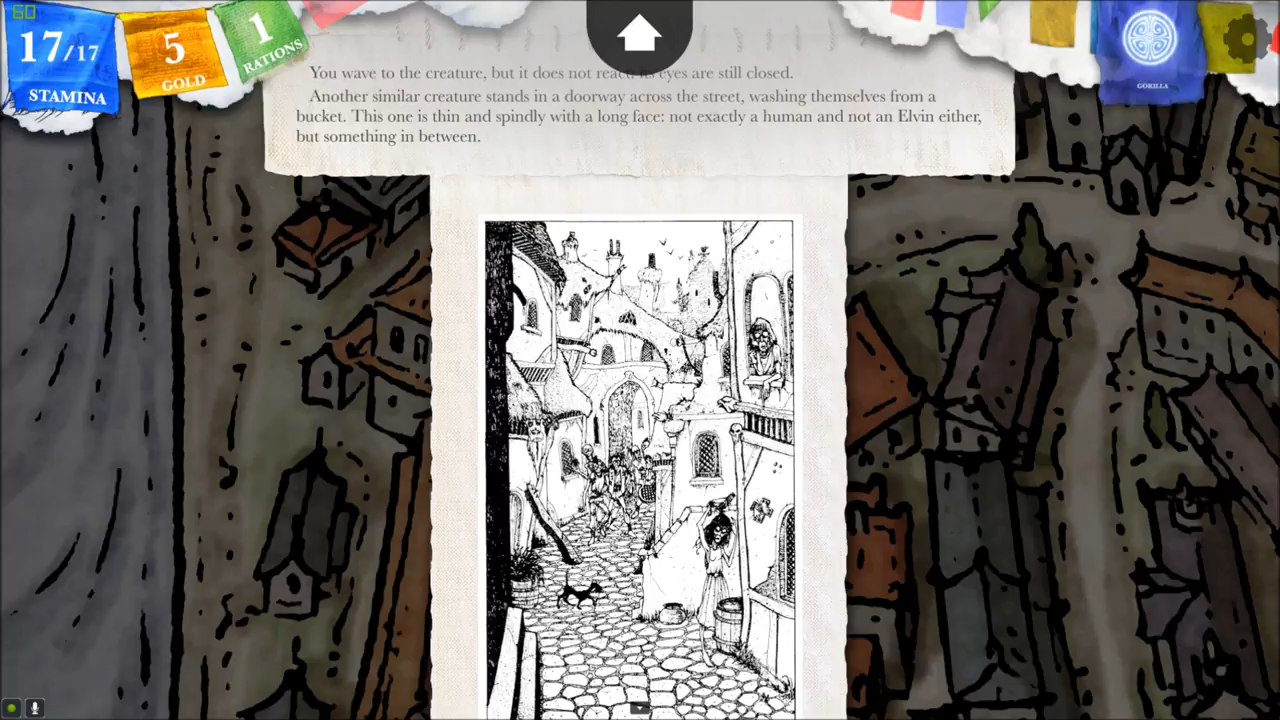 60
17/17
STAMINA
5
GOLD
1
RATIONS
GORILLA
You wave to the creature, but it does not react. Its eyes are still closed.
Another similar creature stands in a doorway across the street, washing themselves from a
bucket. This one is thin and spindly with a long face: not exactly a human and not an Elvin either,
but something in between.